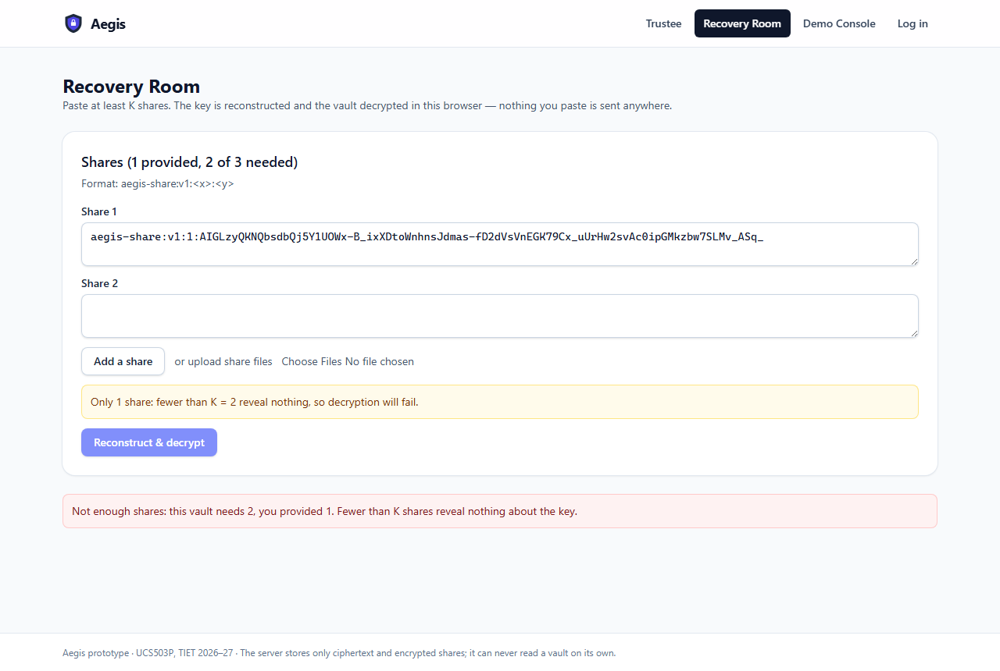 Aegis
Trustee
Recovery Room
Demo Console
Log in
Recovery Room
Paste at least K shares. The key is reconstructed and the vault decrypted in this browser — nothing you paste is sent anywhere.
Shares (1 provided, 2 of 3 needed)
Format: aegis-share:v1:<x>:<y>
Share 1
aegis-share:v1:1:AIGLzyQKNQbsdbQj5Y1UOWx-B_ixXDtoWnhnsJdmas-fD2dVsVnEGK79Cx_uUrHw2svAc0ipGMkzbw7SLMv_ASq_
Share 2
Add a share or upload share files Choose Files No file chosen
Only 1 share: fewer than K = 2 reveal nothing, so decryption will fail.
Reconstruct & decrypt
Not enough shares: this vault needs 2, you provided 1. Fewer than K shares reveal nothing about the key.
Aegis prototype · UCS503P, TIET 2026–27 · The server stores only ciphertext and encrypted shares; it can never read a vault on its own.